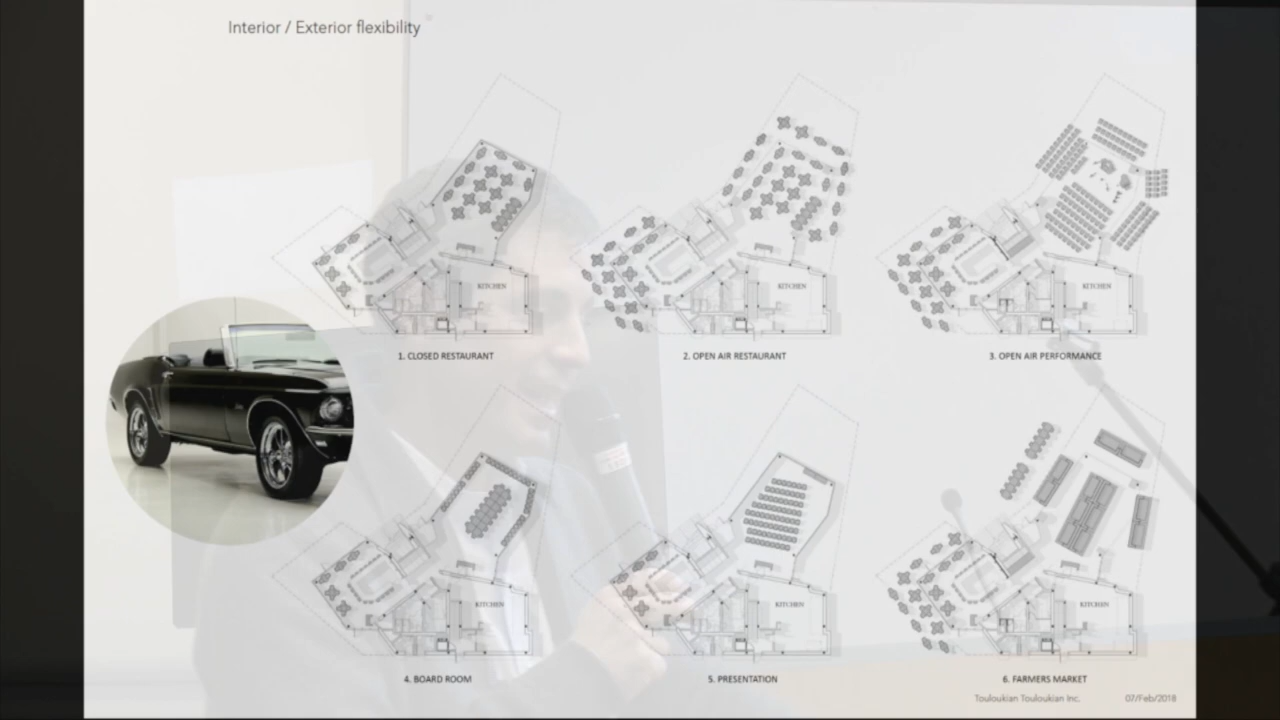 Interior / Exterior flexibility
KITCHEN
KITCHEN
KITCHEN
1. CLOSED RESTAURANT
2. OPEN AIR RESTAURANT
3. OPEN AIR PERFORMANCE
KITCHEN
KITCHEN
KITCHEN
4. BOARD ROOM
5. PRESENTATION
6. FARMERS MARKET
Touloukian Touloukian Inc.
07/Feb/2018